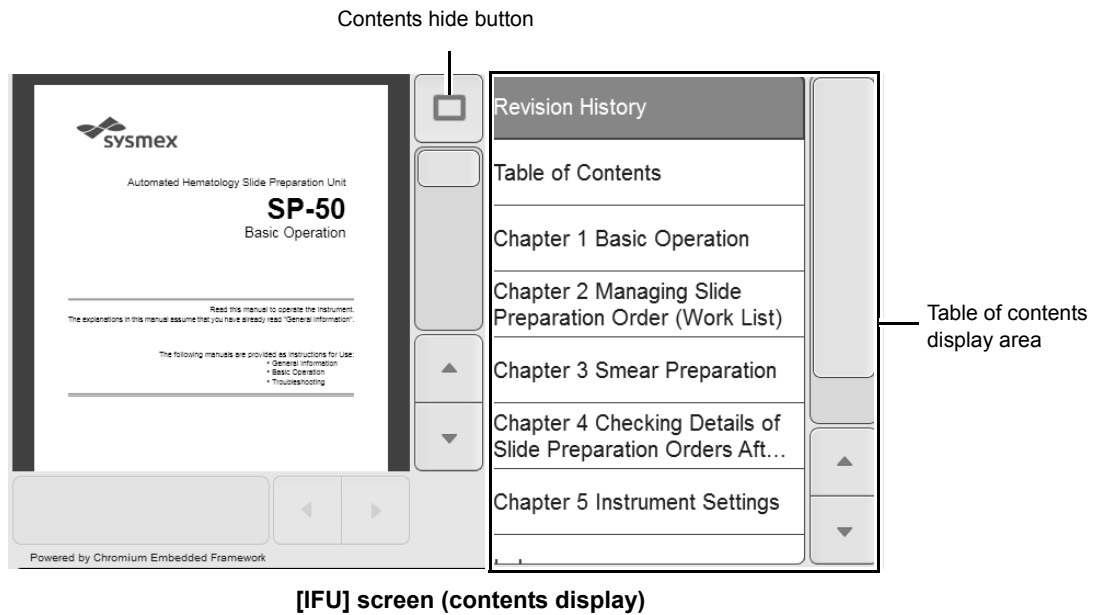 Contents hide button
sysmex
Automated Hematology Slide Preparation Unit
SP-50
Basic Operation
Read this manual to operate the instrument.
The explanations in this manual assume that you have already read "General Information".
The following manuals are provided as Instructions for Use:
• General Information
• Basic Operation
• Troubleshooting
Powered by Chromium Embedded Framework
Revision History
Table of Contents
Chapter 1 Basic Operation
Chapter 2 Managing Slide
Preparation Order (Work List)
Chapter 3 Smear Preparation
Chapter 4 Checking Details of
Slide Preparation Orders Aft...
Chapter 5 Instrument Settings
Table of contents
display area
[IFU] screen (contents display)